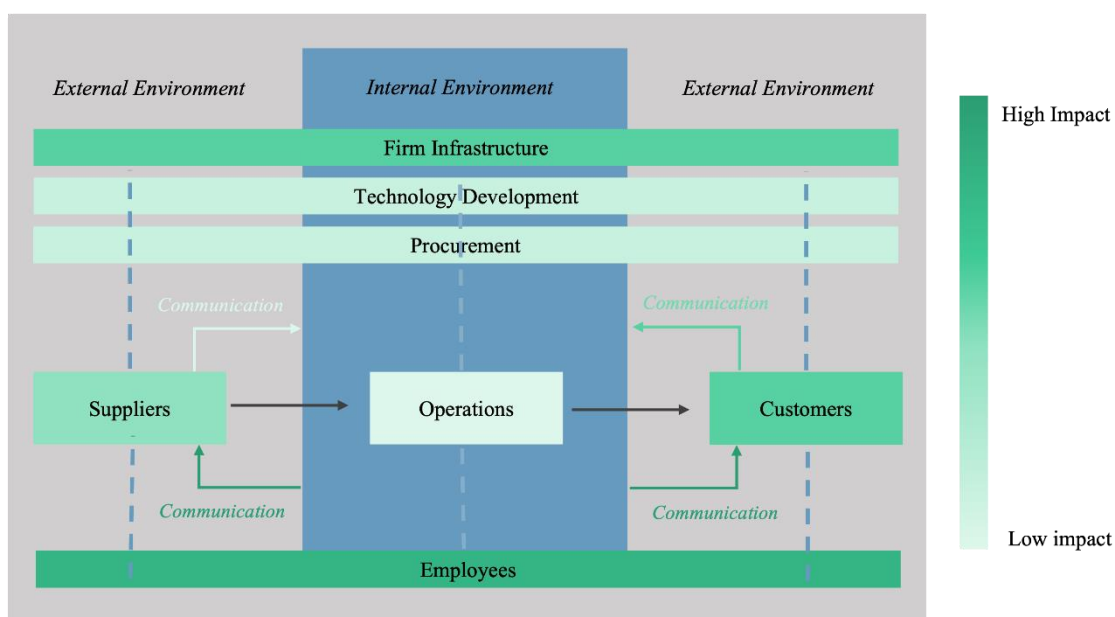 External Environment
Internal Environment
External Environment
High Impact
Firm Infrastructure
Technology Development
Procurement
Communication
Communication
Suppliers
Operations
Customers
Communication
Communication
Low impact
Employees